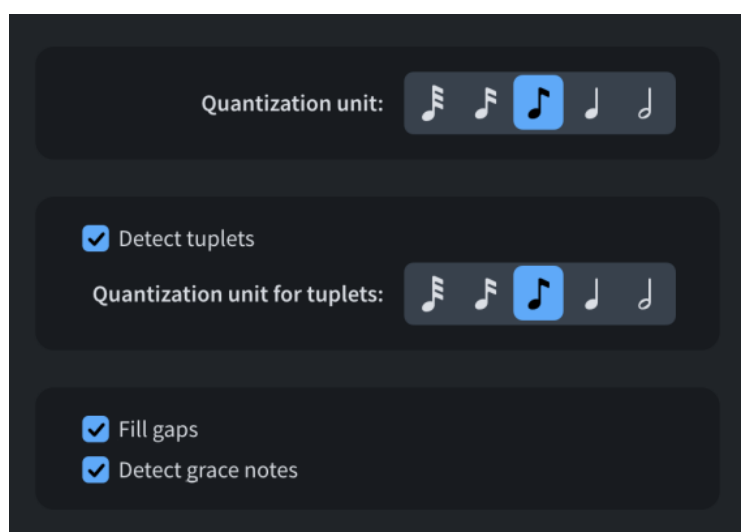 Quantization unit:
Detect tuplets
Quantization unit for tuplets:
Fill gaps
Detect grace notes